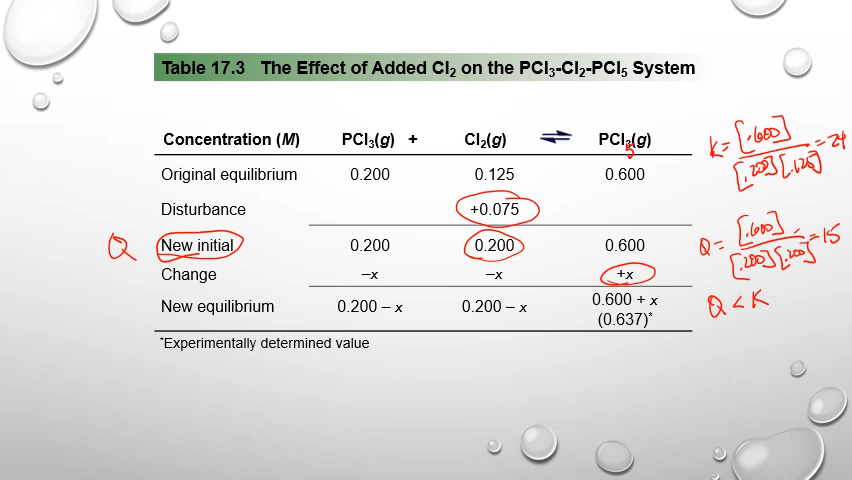 Table 17.3 The Effect of Added Cl2 on the PCl3-Cl2-PCl5 System
Concentration (M) PCl3(g) + Cl2(g) ⇌ PCl3(g)
5
Original equilibrium 0.200 0.125 0.600
Disturbance +0.075
New initial 0.200 0.200 0.600
Change –x –x +x
New equilibrium 0.200 – x 0.200 – x 0.600 + x
(0.637)*
*Experimentally determined value
Q
K = [.600] / [.200][.125] = 24
Q = [.600] / [.200][.200] = 15
Q < K